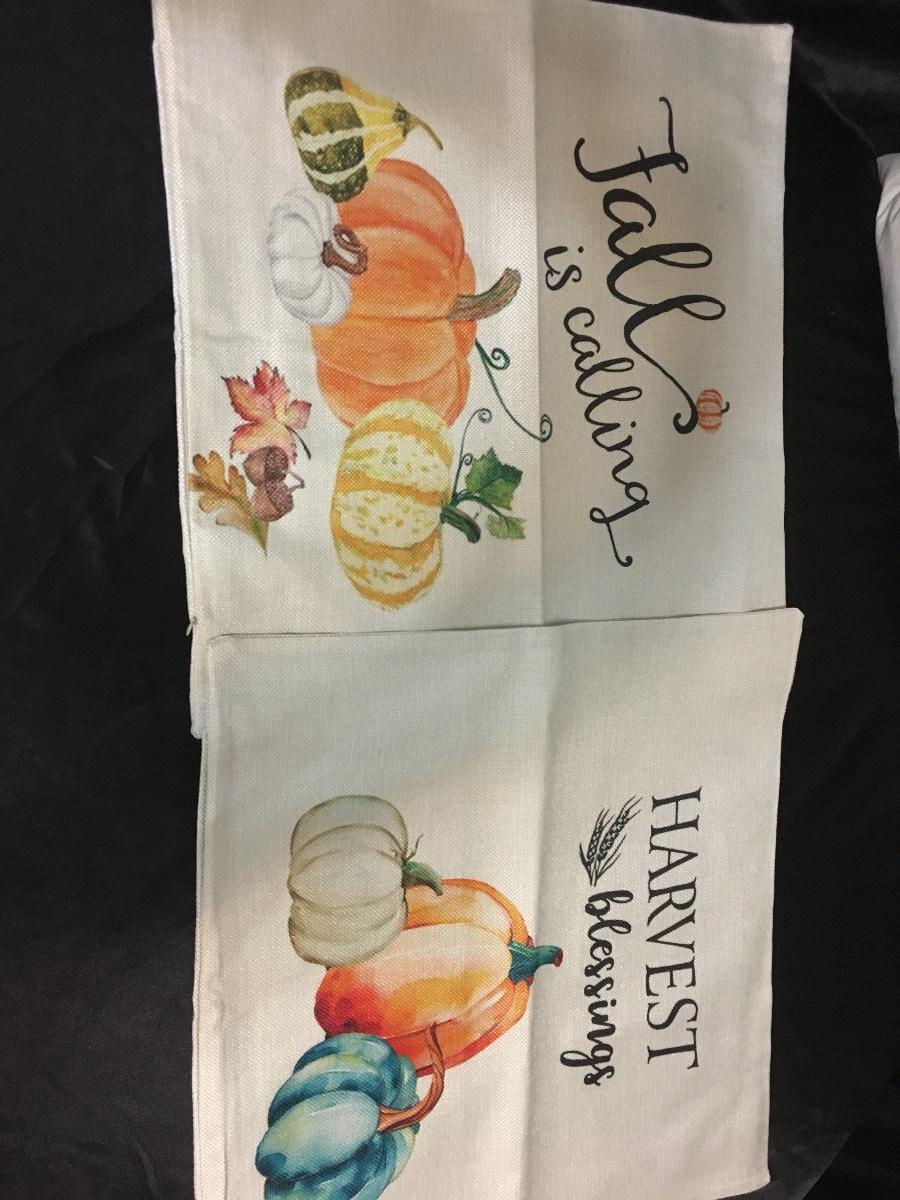 Fall
is calling
HARVEST
blessings